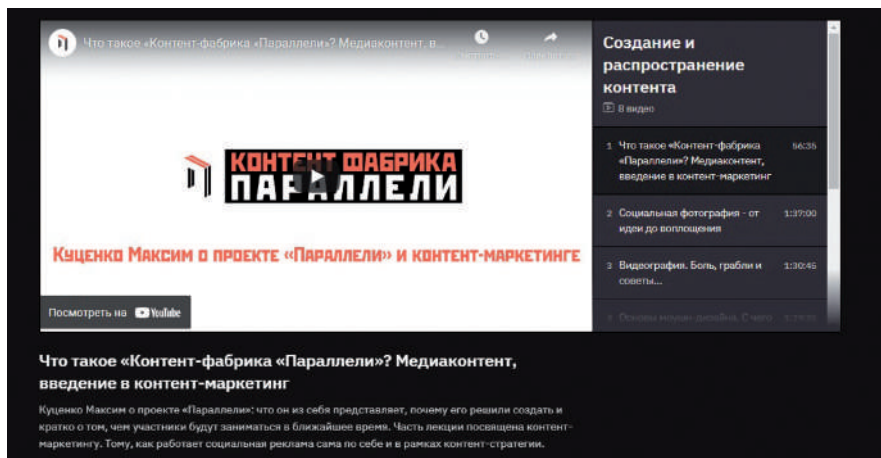 Что такое «Контент-фабрика «Параллели»? Медиаконтент, в...
КОНТЕНТ ФАБРИКА
ПАРАЛЛЕЛИ
Куценко Максим о проекте «Параллели» и контент-маркетинге
Посмотреть на YouTube
Создание и
распространение
контента
8 видео
1 Что такое «Контент-фабрика 56:35
«Параллели»? Медиаконтент,
введение в контент-маркетинг
2 Социальная фотография - от 1:37:00
идеи до воплощения
3 Видеография. Боль, грабли и 1:30:45
советы...
Основы моушн-дизайна. С чего
Что такое «Контент-фабрика «Параллели»? Медиаконтент,
введение в контент-маркетинг
Куценко Максим о проекте «Параллели»: что он из себя представляет, почему его решили создать и
кратко о том, чем участники будут заниматься в ближайшее время. Часть лекции посвящена контент-
маркетингу. Тому, как работает социальная реклама сама по себе и в рамках контент-стратегии.